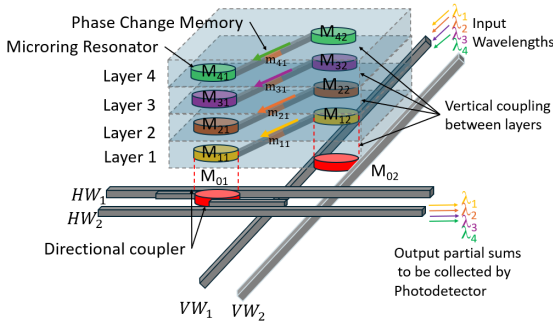 Phase Change Memory
Microring Resonator
M42
λ1
λ2
λ3
λ4
Input
Wavelengths
M41
m41
M32
Layer 4
M31
m31
M22
Layer 3
M21
m21
M12
Layer 2
Vertical coupling
between layers
M11
m11
Layer 1
M01
M02
HW1
HW2
Directional coupler
λ1
λ2
λ3
λ4
Output partial sums
to be collected by
Photodetector
VW1
VW2